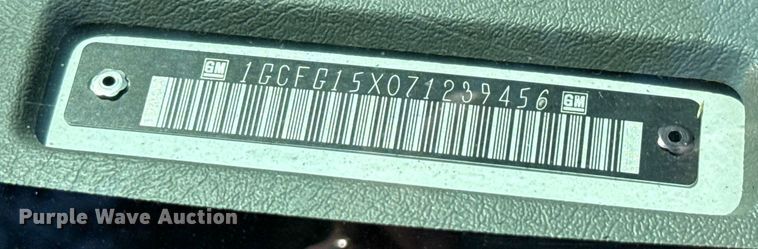 GM 1GCFG15X071239456 GM
Purple Wave Auction